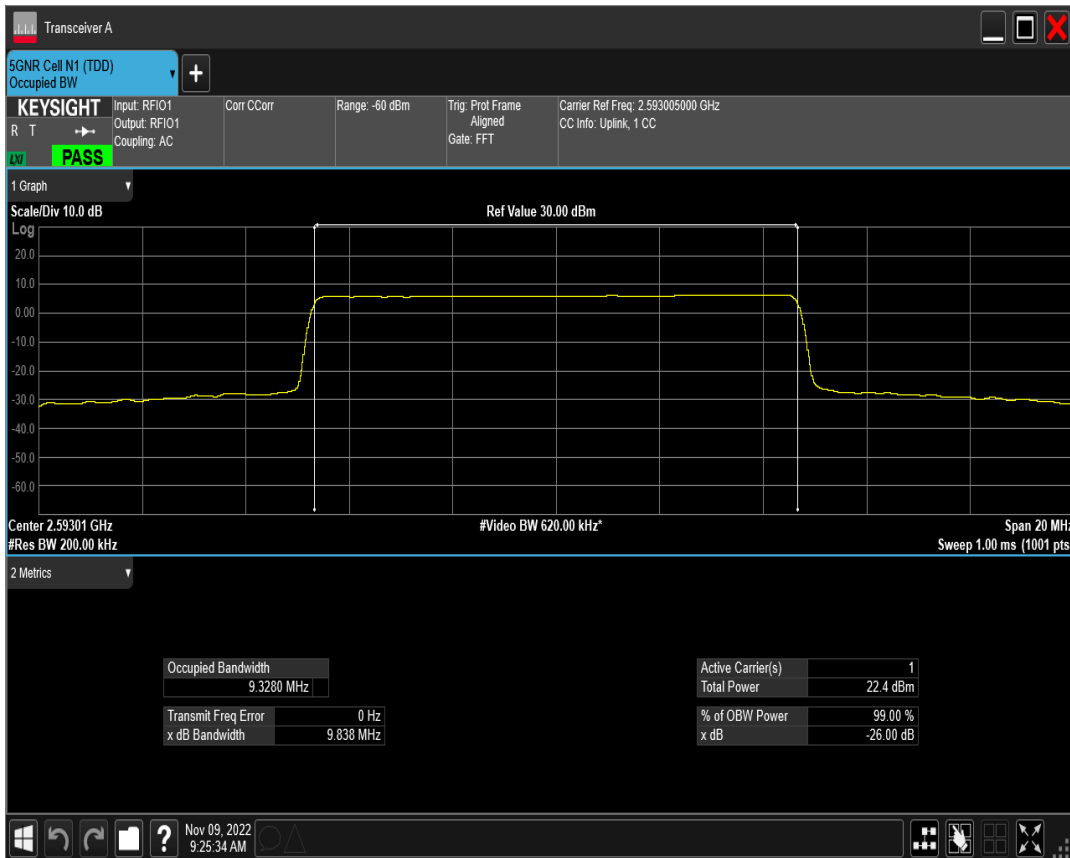 Transceiver A
5GNR Cell N1 (TDD)
Occupied BW
+
KEYSIGHT
R T
LXI
PASS
Input: RFIO1
Output: RFIO1
Coupling: AC
Corr CCorr
Range: -60 dBm
Trig: Prot Frame
Aligned
Gate: FFT
Carrier Ref Freq: 2.593005000 GHz
CC Info: Uplink, 1 CC
1 Graph
Scale/Div 10.0 dB
Ref Value 30.00 dBm
Log
20.0
10.0
0.00
-10.0
-20.0
-30.0
-40.0
-50.0
-60.0
Center 2.59301 GHz
#Video BW 620.00 kHz*
Span 20 MHz
#Res BW 200.00 kHz
Sweep 1.00 ms (1001 pts
2 Metrics
Occupied Bandwidth
9.3280 MHz
Transmit Freq Error 0 Hz
x dB Bandwidth 9.838 MHz
Active Carrier(s) 1
Total Power 22.4 dBm
% of OBW Power 99.00 %
x dB -26.00 dB
?
Nov 09, 2022
9:25:34 AM